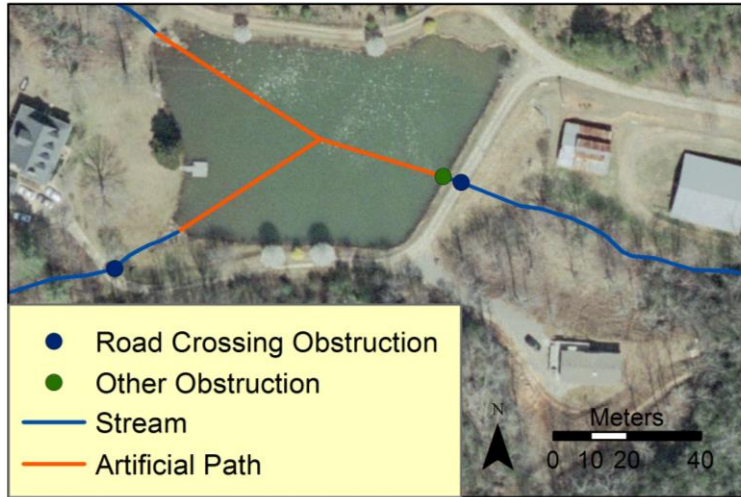 Road Crossing Obstruction
Other Obstruction
Stream
Artificial Path
N
Meters
0 10 20 40